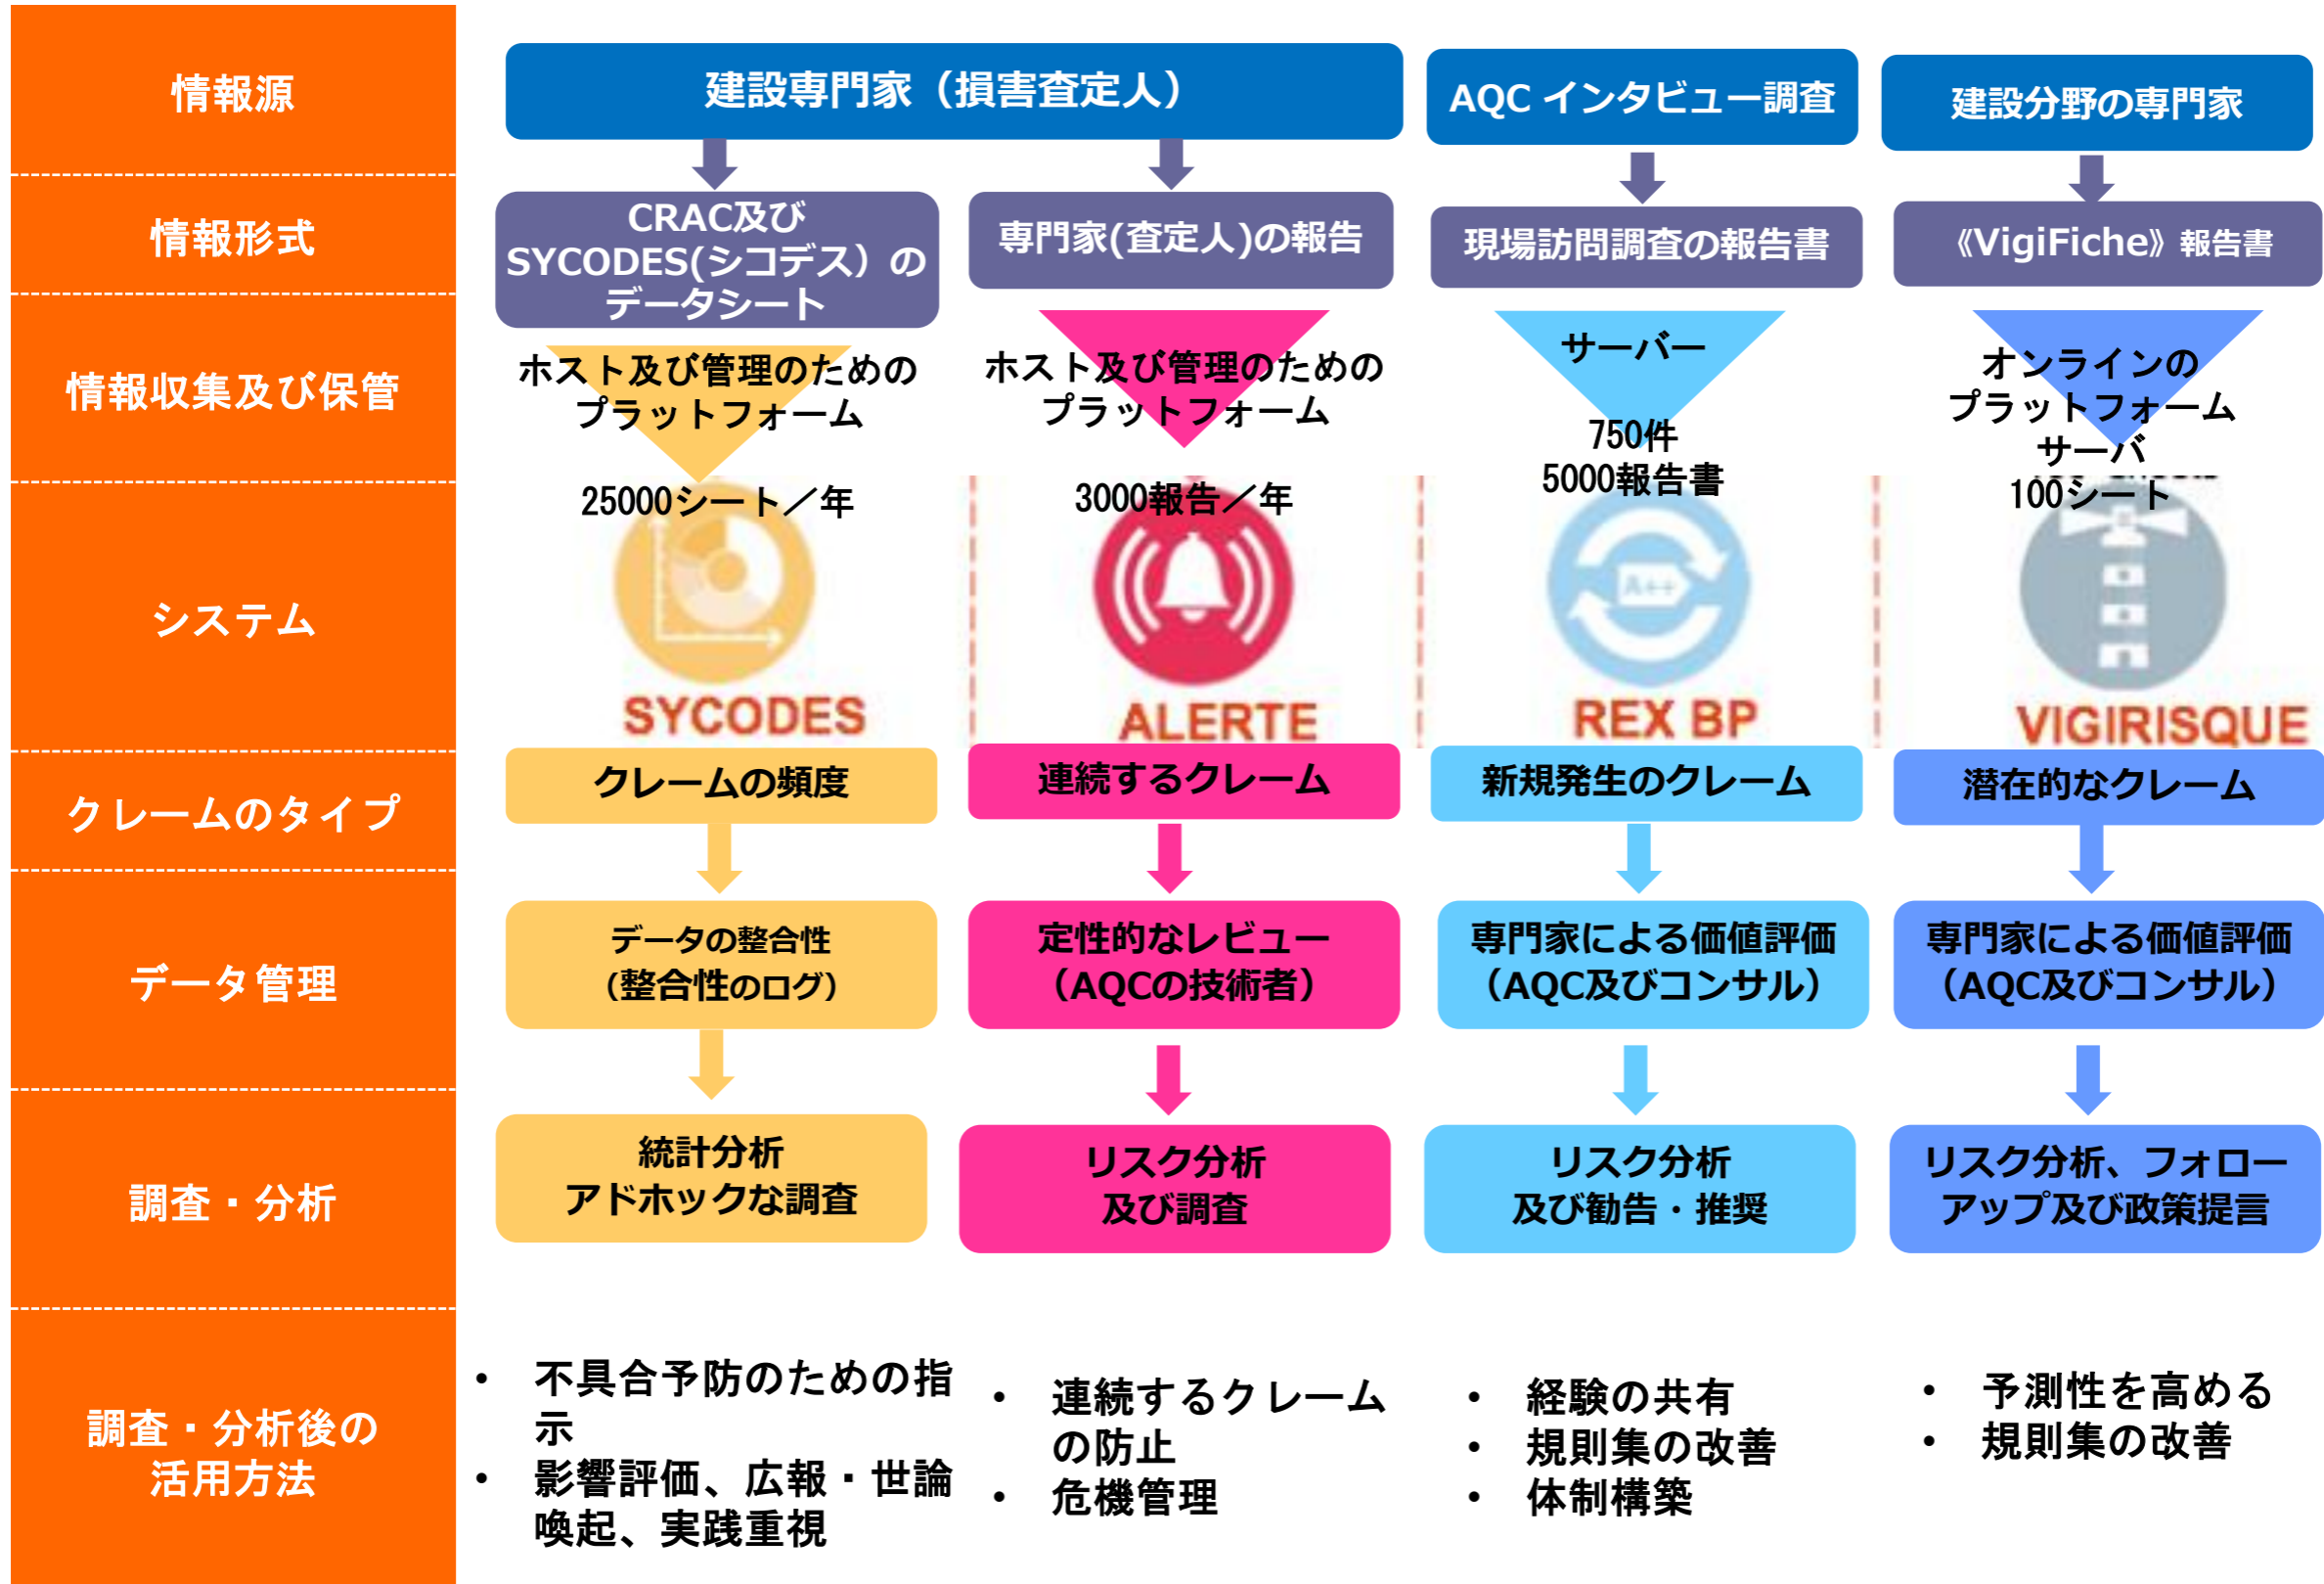 情報源
建設専門家（損害査定人）
AQC インタビュー調査
建設分野の専門家
情報形式
CRAC及び
SYCODES(シコデス）の
データシート
専門家(査定人)の報告
現場訪問調査の報告書
《VigiFiche》報告書
情報収集及び保管
ホスト及び管理のための
プラットフォーム
25000シート／年
ホスト及び管理のための
プラットフォーム
3000報告／年
サーバー
750件
5000報告書
オンラインの
プラットフォーム
サーバ
100シート
システム
SYCODES
ALERTE
A++
REX BP
VIGIRISQUE
クレームのタイプ
クレームの頻度
連続するクレーム
新規発生のクレーム
潜在的なクレーム
データ管理
データの整合性
（整合性のログ）
定性的なレビュー
（AQCの技術者）
専門家による価値評価
（AQC及びコンサル）
専門家による価値評価
（AQC及びコンサル）
調査・分析
統計分析
アドホックな調査
リスク分析
及び調査
リスク分析
及び勧告・推奨
リスク分析、フォロー
アップ及び政策提言
調査・分析後の
活用方法
• 不具合予防のための指
示
• 影響評価、広報・世論
喚起、実践重視
• 連続するクレーム
の防止
• 危機管理
• 経験の共有
• 規則集の改善
• 体制構築
• 予測性を高める
• 規則集の改善